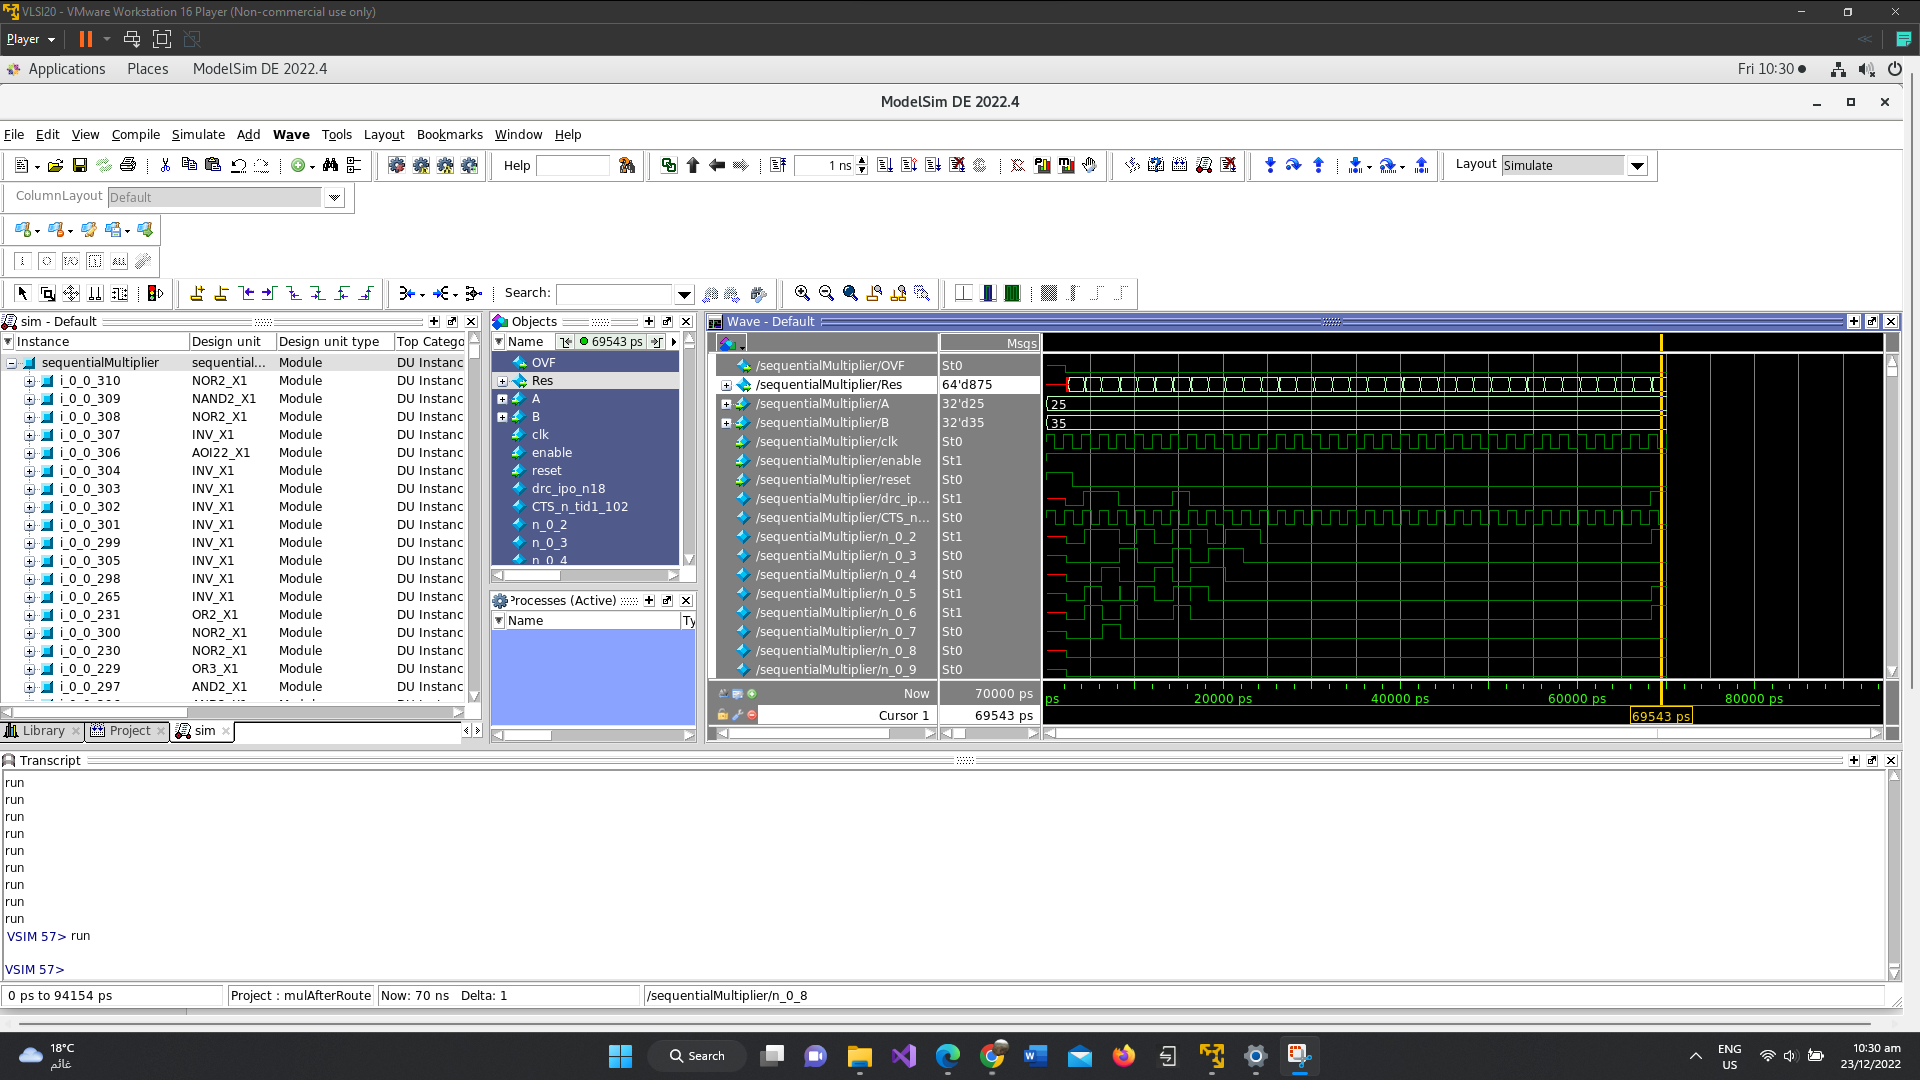 VLSI20 - VMware Workstation 16 Player (Non-commercial use only)
Player
Applications Places ModelSim DE 2022.4 Fri 10:30
ModelSim DE 2022.4
File Edit View Compile Simulate Add Wave Tools Layout Bookmarks Window Help
Help 1 ns Layout Simulate
ColumnLayout Default
Search:
sim - Default
Instance Design unit Design unit type Top Catego
sequentialMultiplier sequential... Module DU Instanc
i_0_0_310 NOR2_X1 Module DU Instanc
i_0_0_309 NAND2_X1 Module DU Instanc
i_0_0_308 NOR2_X1 Module DU Instanc
i_0_0_307 INV_X1 Module DU Instanc
i_0_0_306 AOI22_X1 Module DU Instanc
i_0_0_304 INV_X1 Module DU Instanc
i_0_0_303 INV_X1 Module DU Instanc
i_0_0_302 INV_X1 Module DU Instanc
i_0_0_301 INV_X1 Module DU Instanc
i_0_0_299 INV_X1 Module DU Instanc
i_0_0_305 INV_X1 Module DU Instanc
i_0_0_298 INV_X1 Module DU Instanc
i_0_0_265 INV_X1 Module DU Instanc
i_0_0_231 OR2_X1 Module DU Instanc
i_0_0_300 NOR2_X1 Module DU Instanc
i_0_0_230 NOR2_X1 Module DU Instanc
i_0_0_229 OR3_X1 Module DU Instanc
i_0_0_297 AND2_X1 Module DU Instanc
Library Project sim
Objects
Name 69543 ps
OVF
Res
A
B
clk
enable
reset
drc_ipo_n18
CTS_n_tid1_102
n_0_2
n_0_3
n_0_4
Processes (Active)
Name Ty
Wave - Default
Msgs
/sequentialMultiplier/OVF St0
/sequentialMultiplier/Res 64'd875
/sequentialMultiplier/A 32'd25 25
/sequentialMultiplier/B 32'd35 35
/sequentialMultiplier/clk St0
/sequentialMultiplier/enable St1
/sequentialMultiplier/reset St0
/sequentialMultiplier/drc_ip... St1
/sequentialMultiplier/CTS_n... St0
/sequentialMultiplier/n_0_2 St1
/sequentialMultiplier/n_0_3 St0
/sequentialMultiplier/n_0_4 St0
/sequentialMultiplier/n_0_5 St1
/sequentialMultiplier/n_0_6 St1
/sequentialMultiplier/n_0_7 St0
/sequentialMultiplier/n_0_8 St0
/sequentialMultiplier/n_0_9 St0
Now 70000 ps ps 20000 ps 40000 ps 60000 ps 80000 ps
Cursor 1 69543 ps 69543 ps
Transcript
run
run
run
run
run
run
run
run
run
VSIM 57> run
VSIM 57>
0 ps to 94154 ps Project : mulAfterRoute Now: 70 ns Delta: 1 /sequentialMultiplier/n_0_8
18°C
غائم
Search
ENG
US
10:30 am
23/12/2022